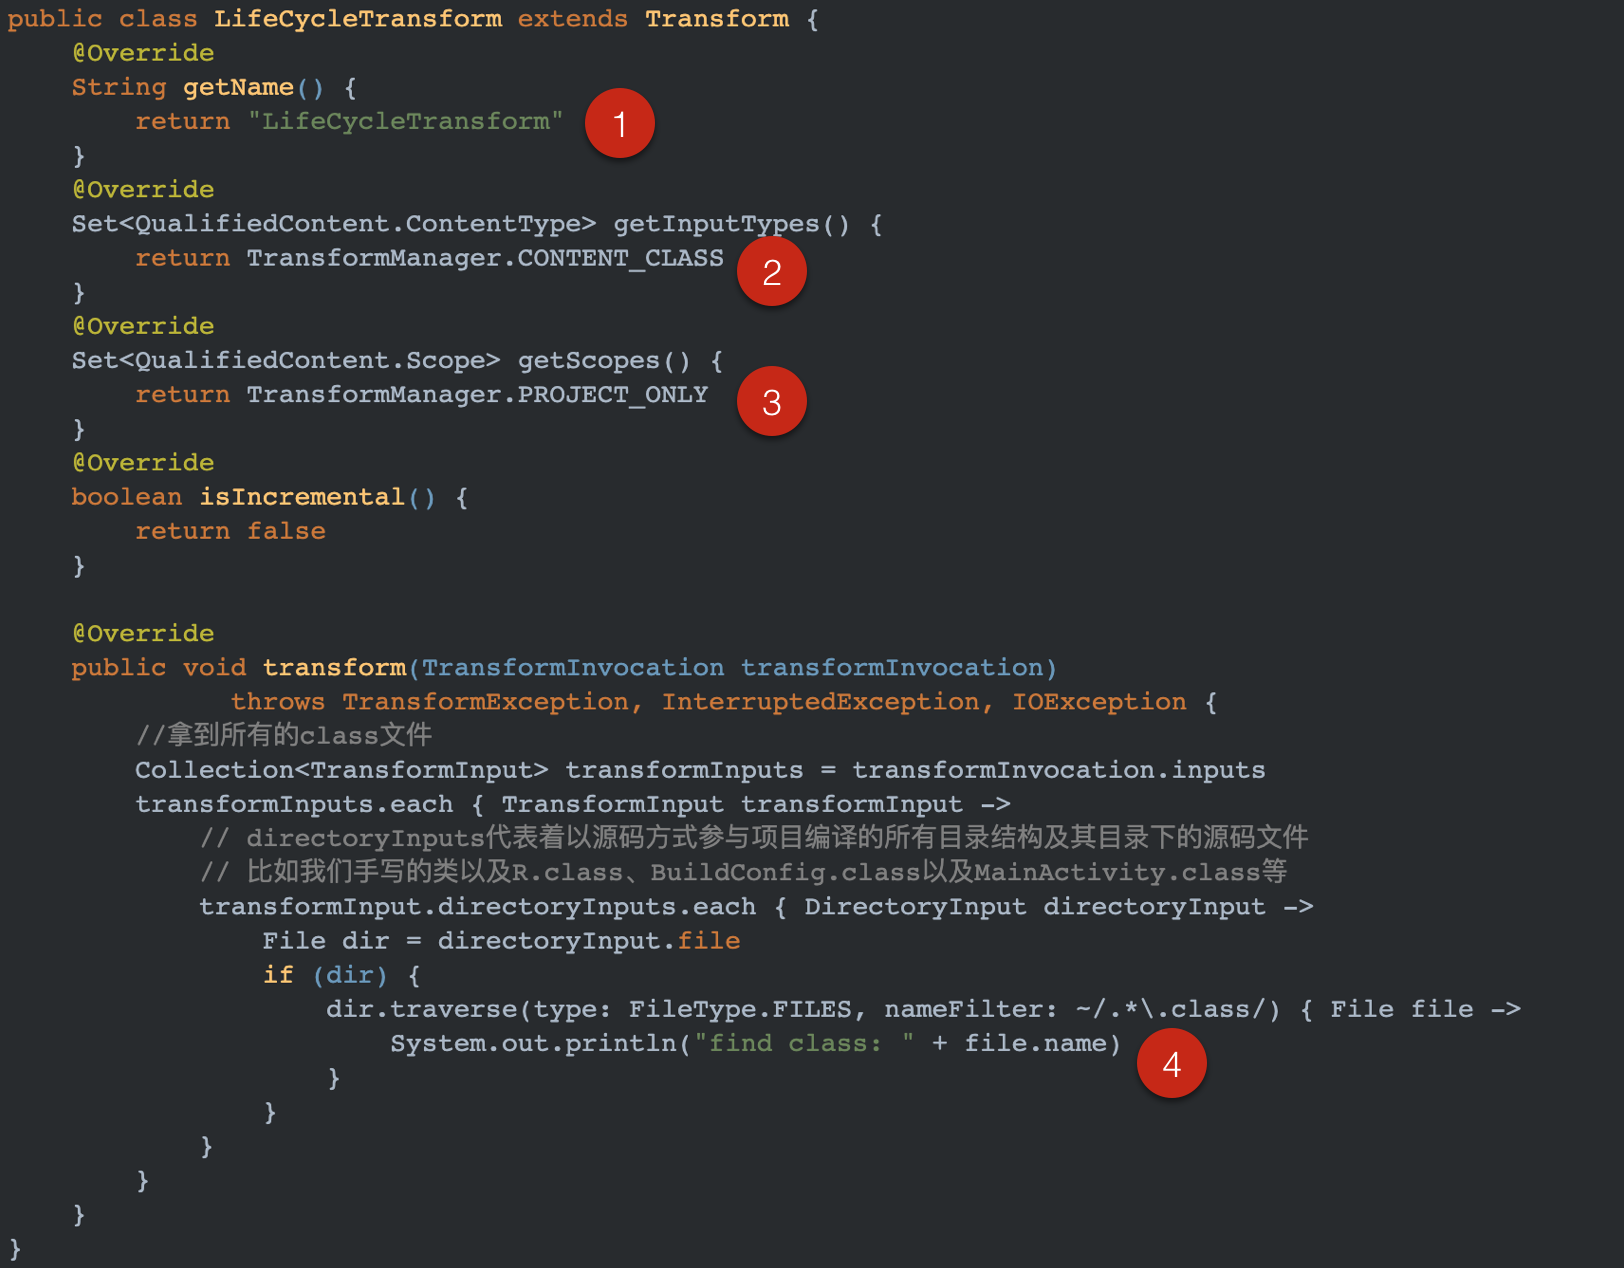 public class LifeCycleTransform extends Transform {
    @Override
    String getName() {
        return "LifeCycleTransform"
1
    }
    @Override
    Set<QualifiedContent.ContentType> getInputTypes() {
        return TransformManager.CONTENT_CLASS
2
    }
    @Override
    Set<QualifiedContent.Scope> getScopes() {
        return TransformManager.PROJECT_ONLY
3
    }
    @Override
    boolean isIncremental() {
        return false
    }

    @Override
    public void transform(TransformInvocation transformInvocation)
              throws TransformException, InterruptedException, IOException {
        //拿到所有的class文件
        Collection<TransformInput> transformInputs = transformInvocation.inputs
        transformInputs.each { TransformInput transformInput ->
            // directoryInputs代表着以源码方式参与项目编译的所有目录结构及其目录下的源码文件
            // 比如我们手写的类以及R.class、BuildConfig.class以及MainActivity.class等
            transformInput.directoryInputs.each { DirectoryInput directoryInput ->
                File dir = directoryInput.file
                if (dir) {
                    dir.traverse(type: FileType.FILES, nameFilter: ~/.*\.class/) { File file ->
                        System.out.println("find class: " + file.name)
4
                    }
                }
            }
        }
    }
}